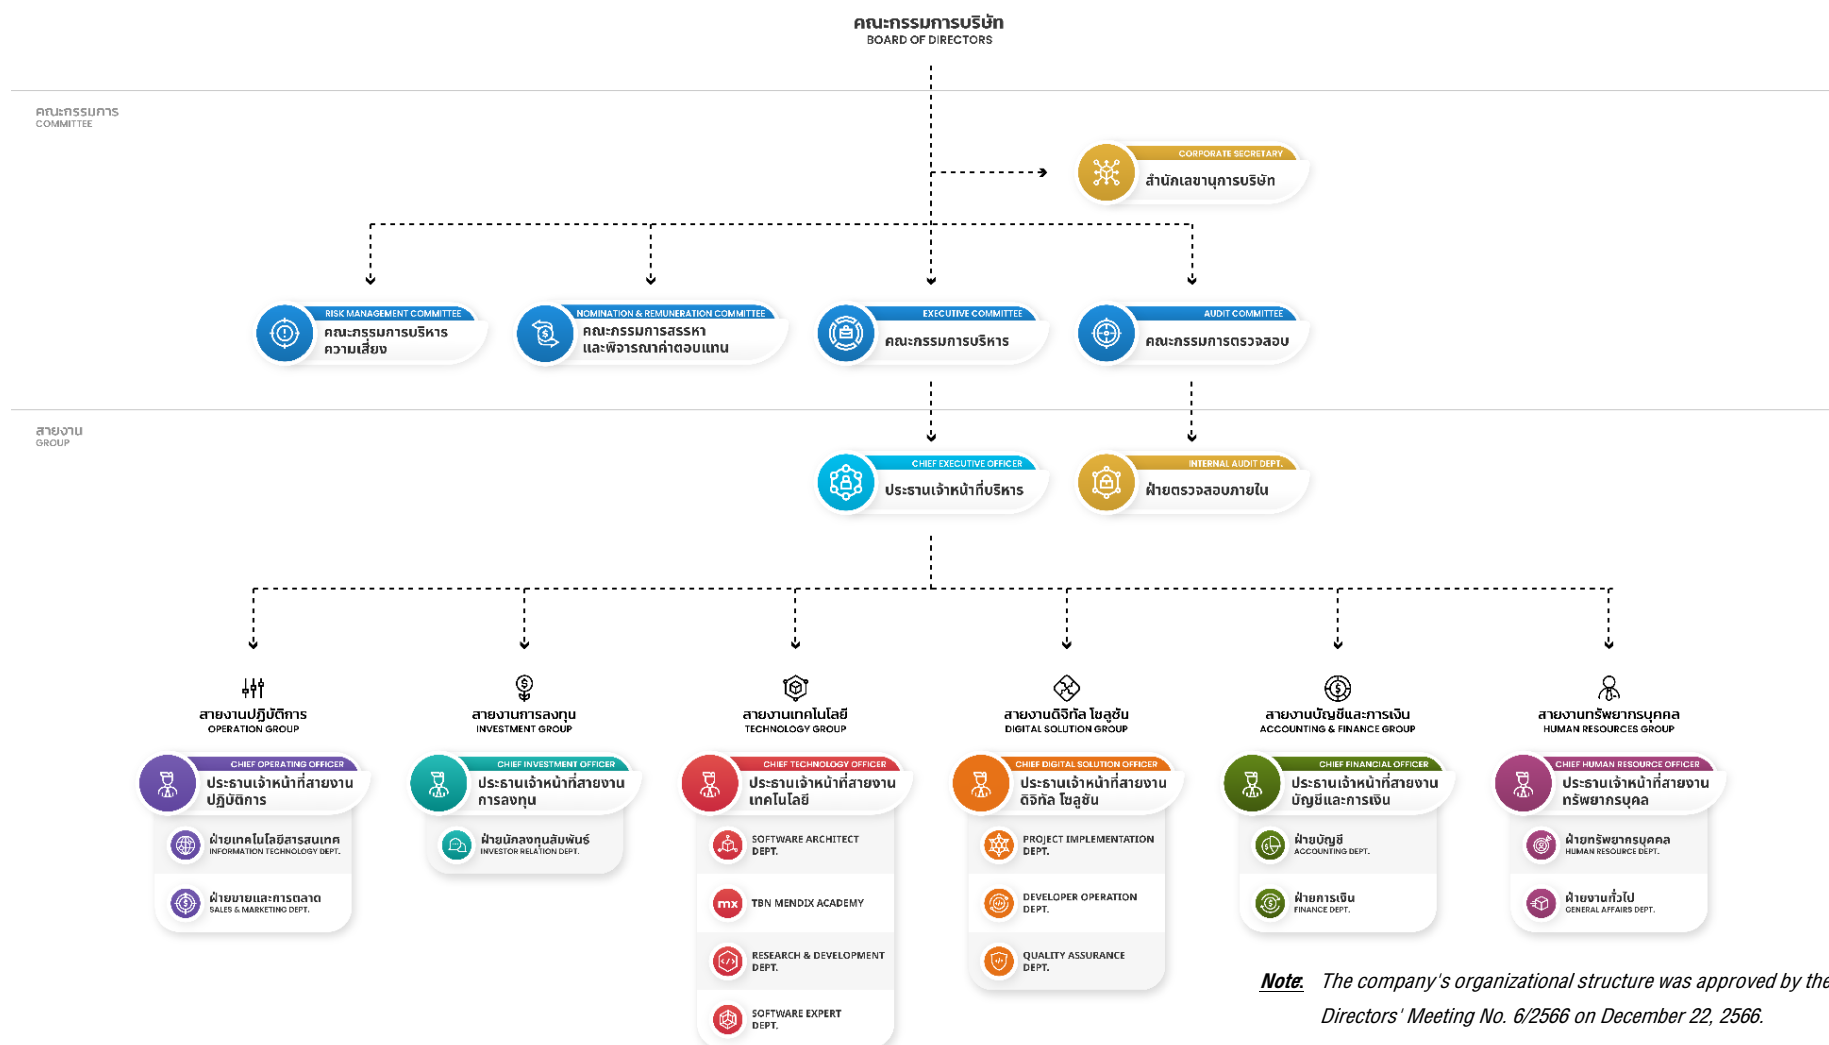 คณะกรรมการบริษัท
BOARD OF DIRECTORS
คณะกรรมการ
COMMITTEE
CORPORATE SECRETARY
สำนักเลขานุการบริษัท
RISK MANAGEMENT COMMITTEE
คณะกรรมการบริหาร
ความเสี่ยง
NOMINATION & REMUNERATION COMMITTEE
คณะกรรมการสรรหา
และพิจารณาค่าตอบแทน
EXECUTIVE COMMITTEE
คณะกรรมการบริหาร
AUDIT COMMITTEE
คณะกรรมการตรวจสอบ
สายงาน
GROUP
CHIEF EXECUTIVE OFFICER
ประธานเจ้าหน้าที่บริหาร
INTERNAL AUDIT DEPT.
ฝ่ายตรวจสอบภายใน
สายงานปฏิบัติการ
OPERATION GROUP
CHIEF OPERATING OFFICER
ประธานเจ้าหน้าที่สายงาน
ปฏิบัติการ
ฝ่ายเทคโนโลยีสารสนเทศ
INFORMATION TECHNOLOGY DEPT.
ฝ่ายขายและการตลาด
SALES & MARKETING DEPT.
สายงานการลงทุน
INVESTMENT GROUP
CHIEF INVESTMENT OFFICER
ประธานเจ้าหน้าที่สายงาน
การลงทุน
ฝ่ายนักลงทุนสัมพันธ์
INVESTOR RELATION DEPT.
สายงานเทคโนโลยี
TECHNOLOGY GROUP
CHIEF TECHNOLOGY OFFICER
ประธานเจ้าหน้าที่สายงาน
เทคโนโลยี
SOFTWARE ARCHITECT
DEPT.
mx TBN MENDIX ACADEMY
RESEARCH & DEVELOPMENT
DEPT.
SOFTWARE EXPERT
DEPT.
สายงานดิจิทัล โซลูชัน
DIGITAL SOLUTION GROUP
CHIEF DIGITAL SOLUTION OFFICER
ประธานเจ้าหน้าที่สายงาน
ดิจิทัล โซลูชัน
PROJECT IMPLEMENTATION
DEPT.
DEVELOPER OPERATION
DEPT.
QUALITY ASSURANCE
DEPT.
สายงานบัญชีและการเงิน
ACCOUNTING & FINANCE GROUP
CHIEF FINANCIAL OFFICER
ประธานเจ้าหน้าที่สายงาน
บัญชีและการเงิน
ฝ่ายบัญชี
ACCOUNTING DEPT.
ฝ่ายการเงิน
FINANCE DEPT.
สายงานทรัพยากรบุคคล
HUMAN RESOURCES GROUP
CHIEF HUMAN RESOURCE OFFICER
ประธานเจ้าหน้าที่สายงาน
ทรัพยากรบุคล
ฝ่ายทรัพยากรบุคคล
HUMAN RESOURCE DEPT.
ฝ่ายงานทั่วไป
GENERAL AFFAIRS DEPT.
Note: The company's organizational structure was approved by the
Directors' Meeting No. 6/2566 on December 22, 2566.